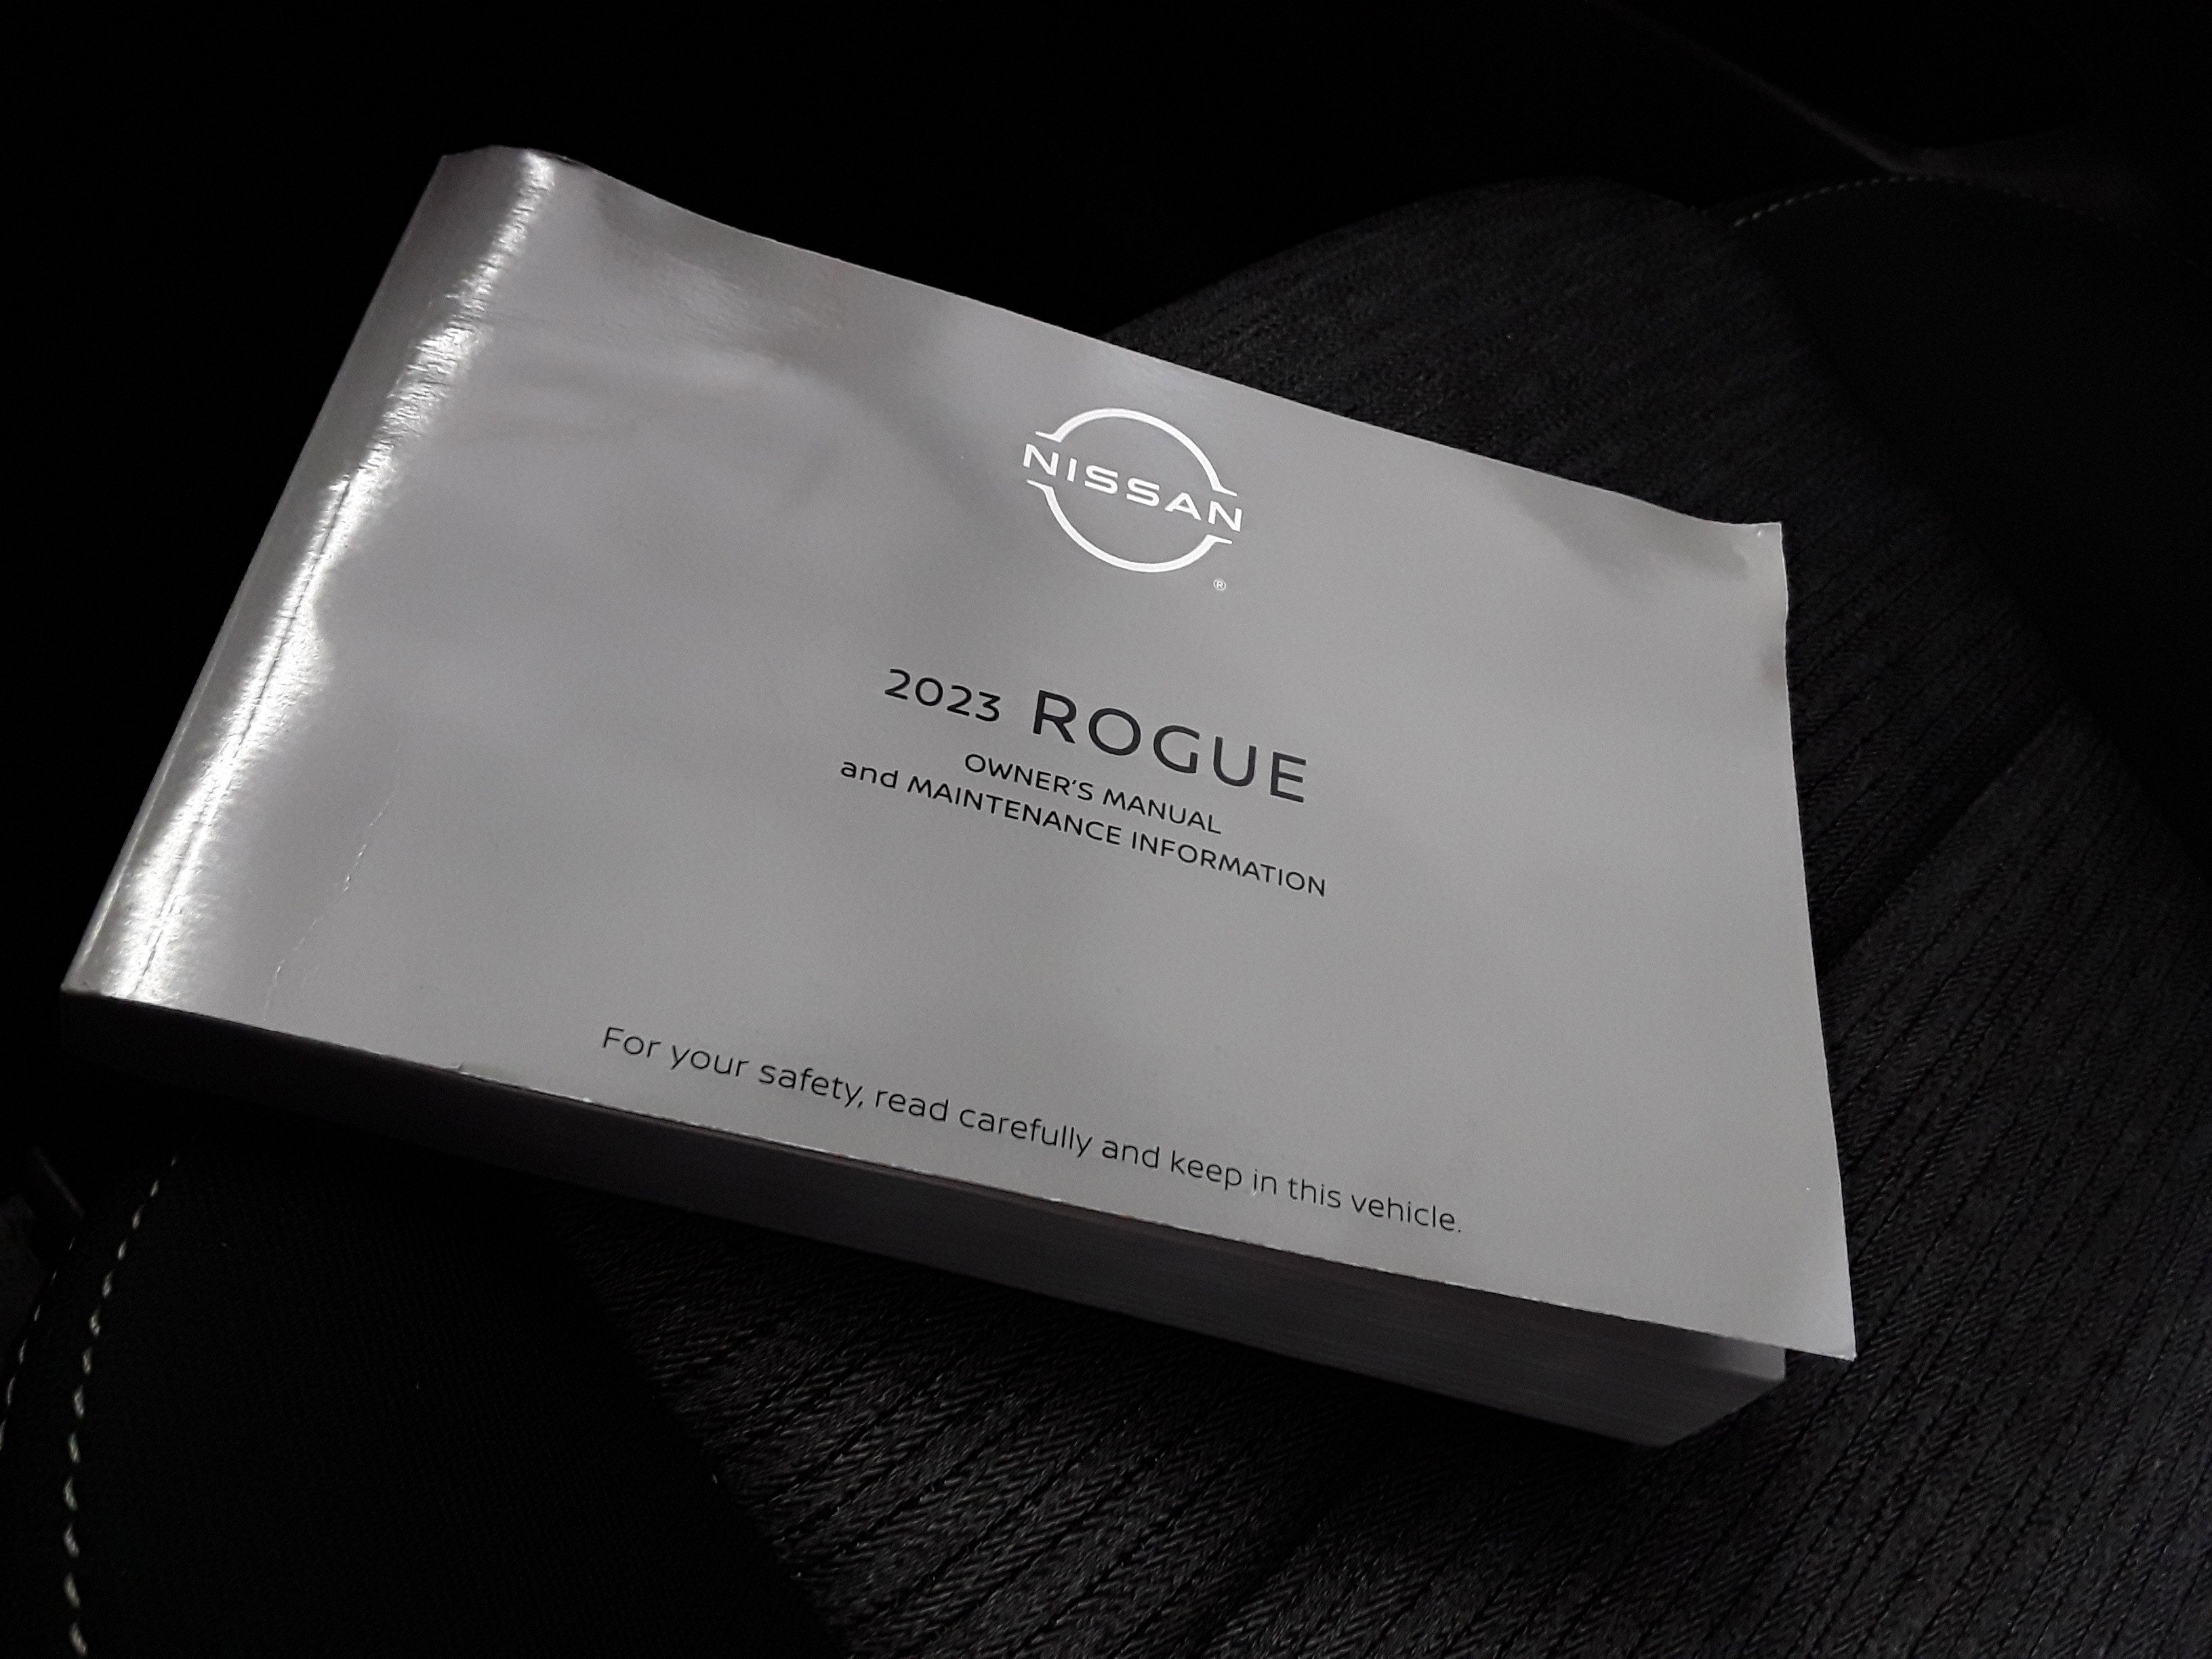 NISSAN
®
2023 ROGUE
OWNER'S MANUAL
and MAINTENANCE INFORMATION
For your safety, read carefully and keep in this vehicle.